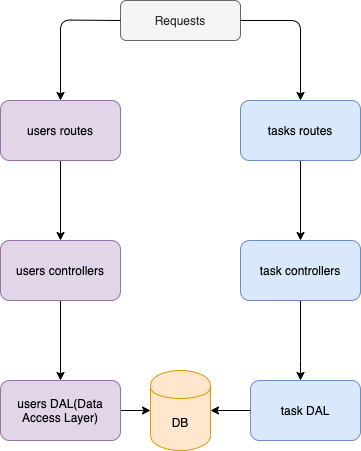 Requests
users routes
tasks routes
users controllers
task controllers
users DAL(Data
Access Layer)
DB
task DAL